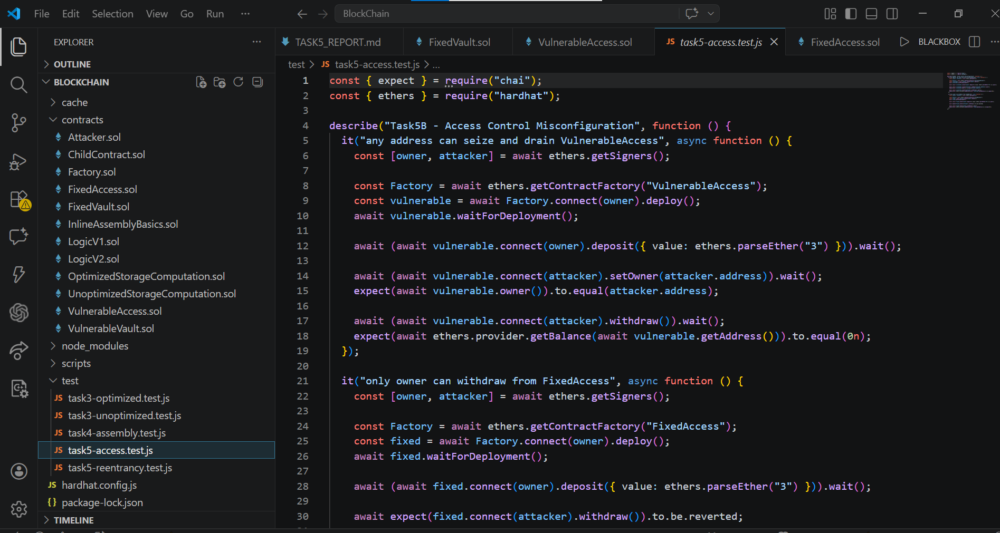 File Edit Selection View Go Run ···
BlockChain
EXPLORER
OUTLINE
BLOCKCHAIN
cache
contracts
Attacker.sol
ChildContract.sol
Factory.sol
FixedAccess.sol
FixedVault.sol
InlineAssemblyBasics.sol
LogicV1.sol
LogicV2.sol
OptimizedStorageComputation.sol
UnoptimizedStorageComputation.sol
VulnerableAccess.sol
VulnerableVault.sol
node_modules
scripts
test
JS task3-optimized.test.js
JS task3-unoptimized.test.js
JS task4-assembly.test.js
JS task5-access.test.js
JS task5-reentrancy.test.js
JS hardhat.config.js
{} package-lock.json
TIMELINE
TASK5_REPORT.md
FixedVault.sol
VulnerableAccess.sol
JS task5-access.test.js
FixedAccess.sol
BLACKBOX
test > JS task5-access.test.js > ...
1 const { expect } = require("chai");
2 const { ethers } = require("hardhat");
3
4 describe("Task5B - Access Control Misconfiguration", function () {
5 it("any address can seize and drain VulnerableAccess", async function () {
6 const [owner, attacker] = await ethers.getSigners();
7
8 const Factory = await ethers.getContractFactory("VulnerableAccess");
9 const vulnerable = await Factory.connect(owner).deploy();
10 await vulnerable.waitForDeployment();
11
12 await (await vulnerable.connect(owner).deposit({ value: ethers.parseEther("3") })).wait();
13
14 await (await vulnerable.connect(attacker).setOwner(attacker.address)).wait();
15 expect(await vulnerable.owner()).to.equal(attacker.address);
16
17 await (await vulnerable.connect(attacker).withdraw()).wait();
18 expect(await ethers.provider.getBalance(await vulnerable.getAddress())).to.equal(0n);
19 });
20
21 it("only owner can withdraw from FixedAccess", async function () {
22 const [owner, attacker] = await ethers.getSigners();
23
24 const Factory = await ethers.getContractFactory("FixedAccess");
25 const fixed = await Factory.connect(owner).deploy();
26 await fixed.waitForDeployment();
27
28 await (await fixed.connect(owner).deposit({ value: ethers.parseEther("3") })).wait();
29
30 await expect(fixed.connect(attacker).withdraw()).to.be.reverted;